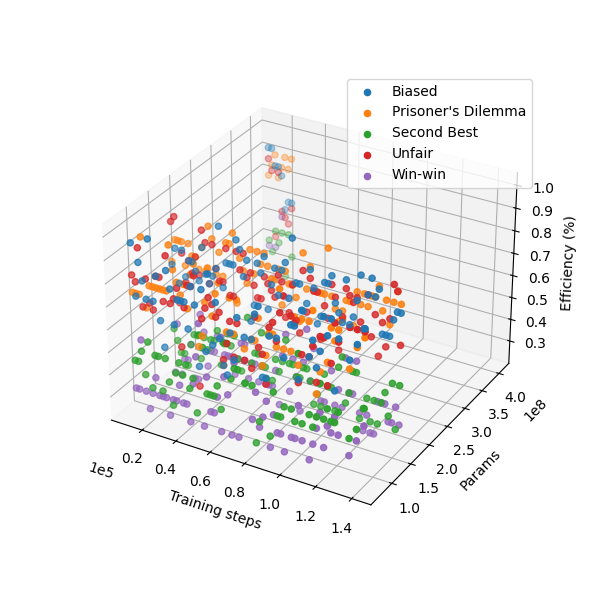 Biased
Prisoner's Dilemma
Second Best
Unfair
Win-win
1.0
0.9
0.8
0.7
0.6
0.5
0.4
0.3
Efficiency (%)
4.0
3.5
3.0
2.5
2.0
1.5
1.0
1e8
Params
0.2
0.4
0.6
0.8
1.0
1.2
1.4
1e5
Training steps